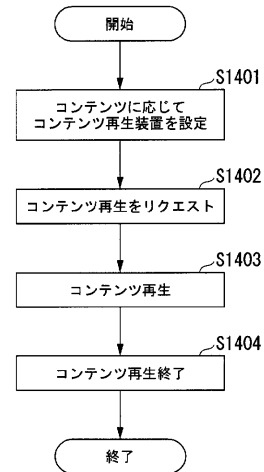 開始
S1401
コンテンツに応じて
コンテンツ再生装置を設定
S1402
コンテンツ再生をリクエスト
S1403
コンテンツ再生
S1404
コンテンツ再生終了
終了